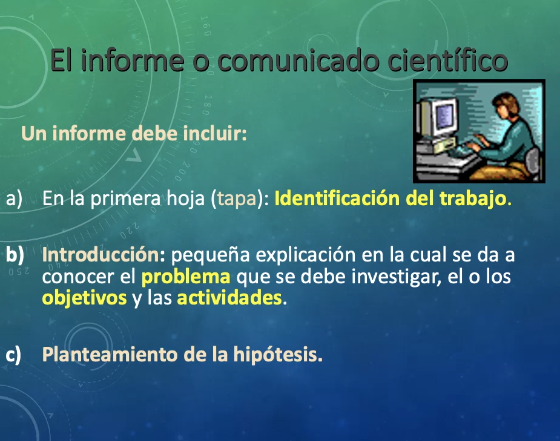 El informe o comunicado científico
Un informe debe incluir:
a) En la primera hoja (tapa): Identificación del trabajo.
b) Introducción: pequeña explicación en la cual se da a
conocer el problema que se debe investigar, el o los
objetivos y las actividades.
c) Planteamiento de la hipótesis.